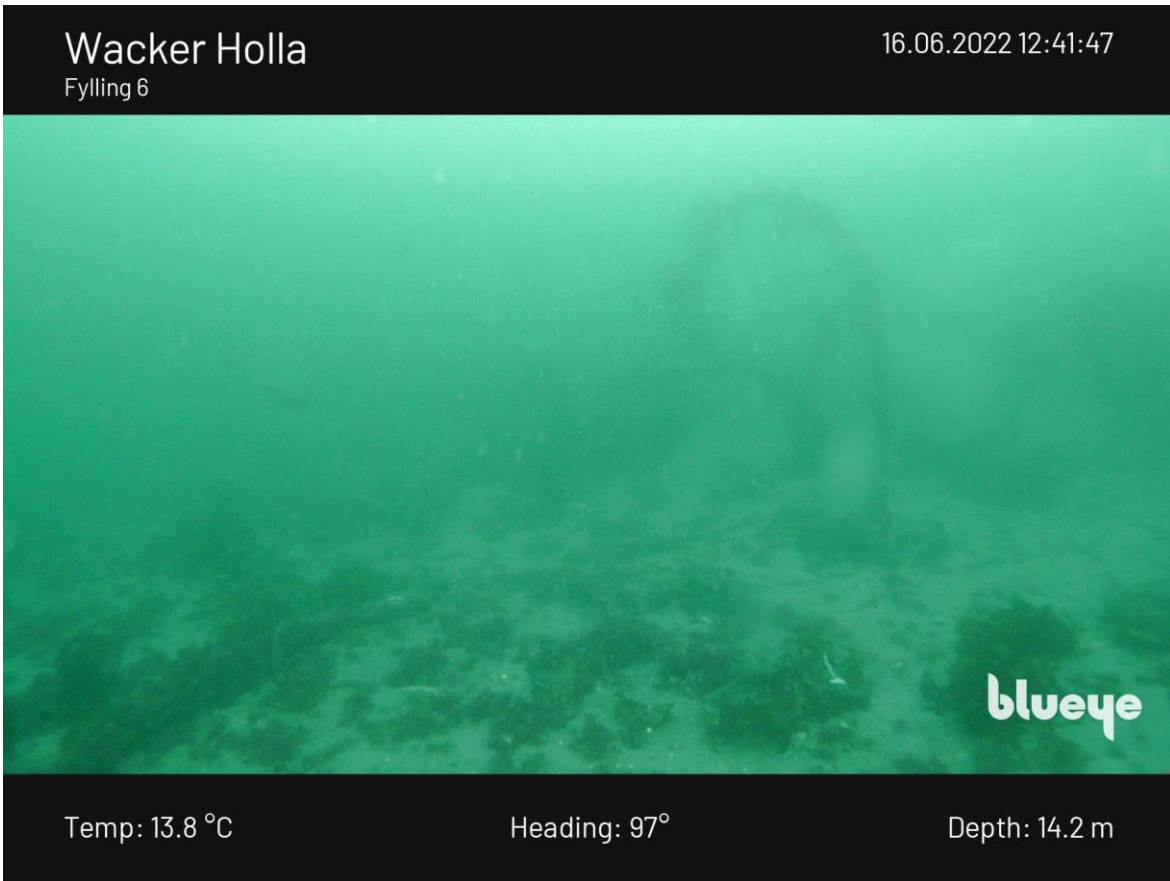 Wacker Holla
16.06.2022 12:41:47
Fylling 6
blueye
Temp: 13.8 °C
Heading: 97°
Depth: 14.2 m